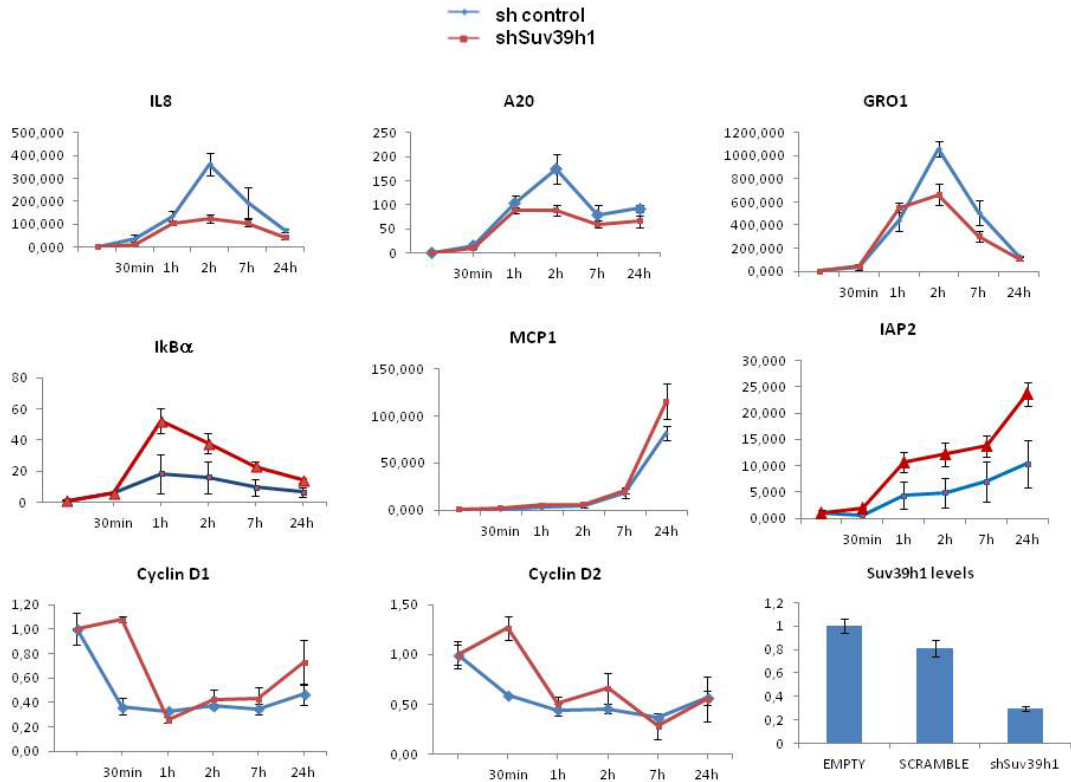 sh control
shSuv39h1
IL8
500,000
400,000
300,000
200,000
100,000
0,000
30min 1h 2h 7h 24h
A20
250
200
150
100
50
0
30min 1h 2h 7h 24h
GRO1
1200,000
1000,000
800,000
600,000
400,000
200,000
0,000
30min 1h 2h 7h 24h
IkBα
80
60
40
20
0
30min 1h 2h 7h 24h
MCP1
150,000
100,000
50,000
0,000
30min 1h 2h 7h 24h
IAP2
30,000
25,000
20,000
15,000
10,000
5,000
0,000
30min 1h 2h 7h 24h
Cyclin D1
1,20
1,00
0,80
0,60
0,40
0,20
0,00
30min 1h 2h 7h 24h
Cyclin D2
1,50
1,00
0,50
0,00
30min 1h 2h 7h 24h
Suv39h1 levels
1,2
1
0,8
0,6
0,4
0,2
0
EMPTY SCRAMBLE shSuv39h1